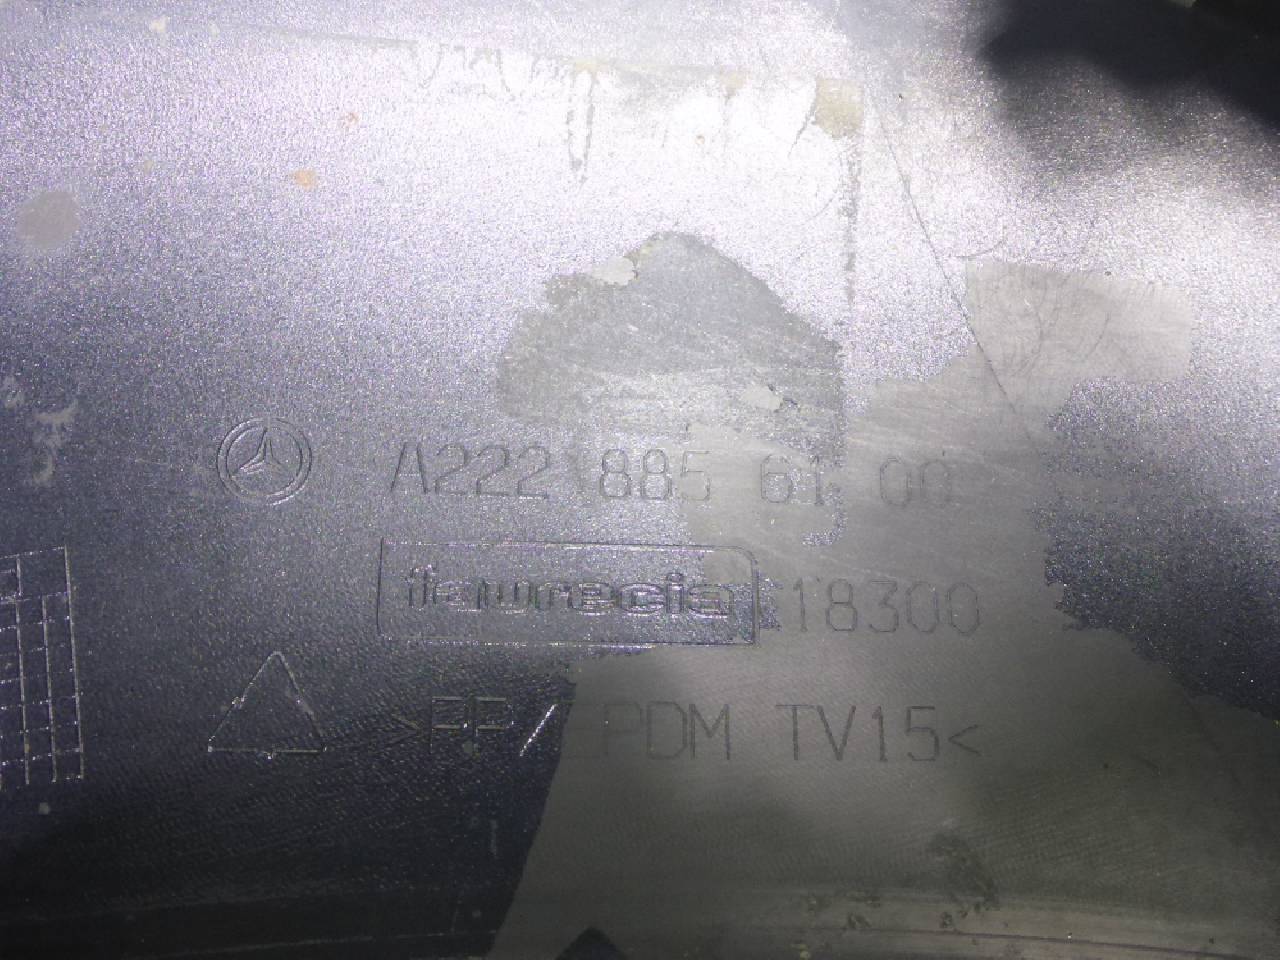 A222 885 61 00
faurecia 18300
>PP/EPDM TV15<